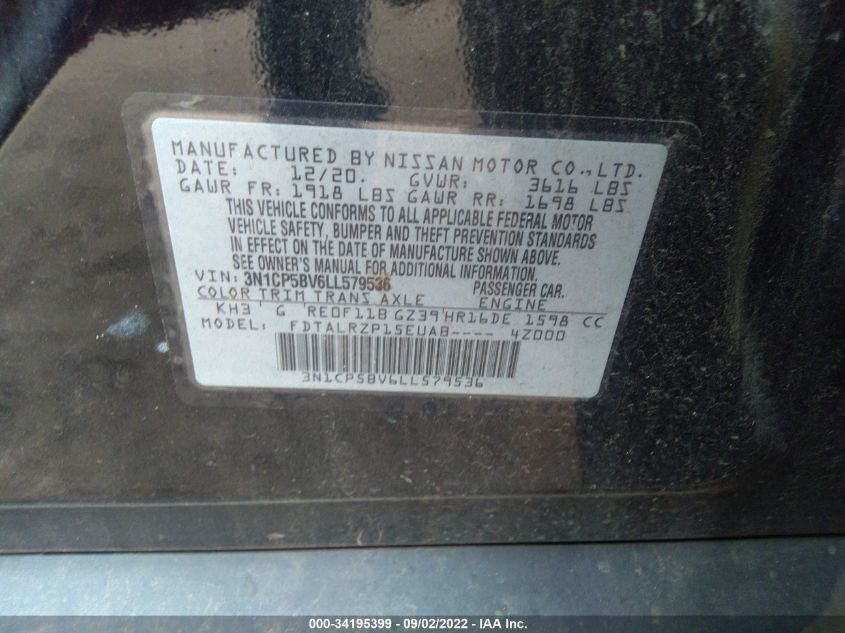 MANUFACTURED BY NISSAN MOTOR CO.,LTD.
DATE: 12/20. GVWR: 3616 LBS
GAWR FR: 1918 LBS GAWR RR: 1698 LBS
THIS VEHICLE CONFORMS TO ALL APPLICABLE FEDERAL MOTOR
VEHICLE SAFETY, BUMPER AND THEFT PREVENTION STANDARDS
IN EFFECT ON THE DATE OF MANUFACTURE SHOWN ABOVE.
SEE OWNER'S MANUAL FOR ADDITIONAL INFORMATION.
VIN: 3N1CP5BV6LL579536 PASSENGER CAR.
COLOR TRIM TRANS AXLE ENGINE
KH3 G RE0F11B GZ39 HR16DE 1598 CC
MODEL: FDTALRZP15EUAB---- 4Z000
3N1CP5BV6LL579536
000-34195399 - 09/02/2022 - IAA Inc.